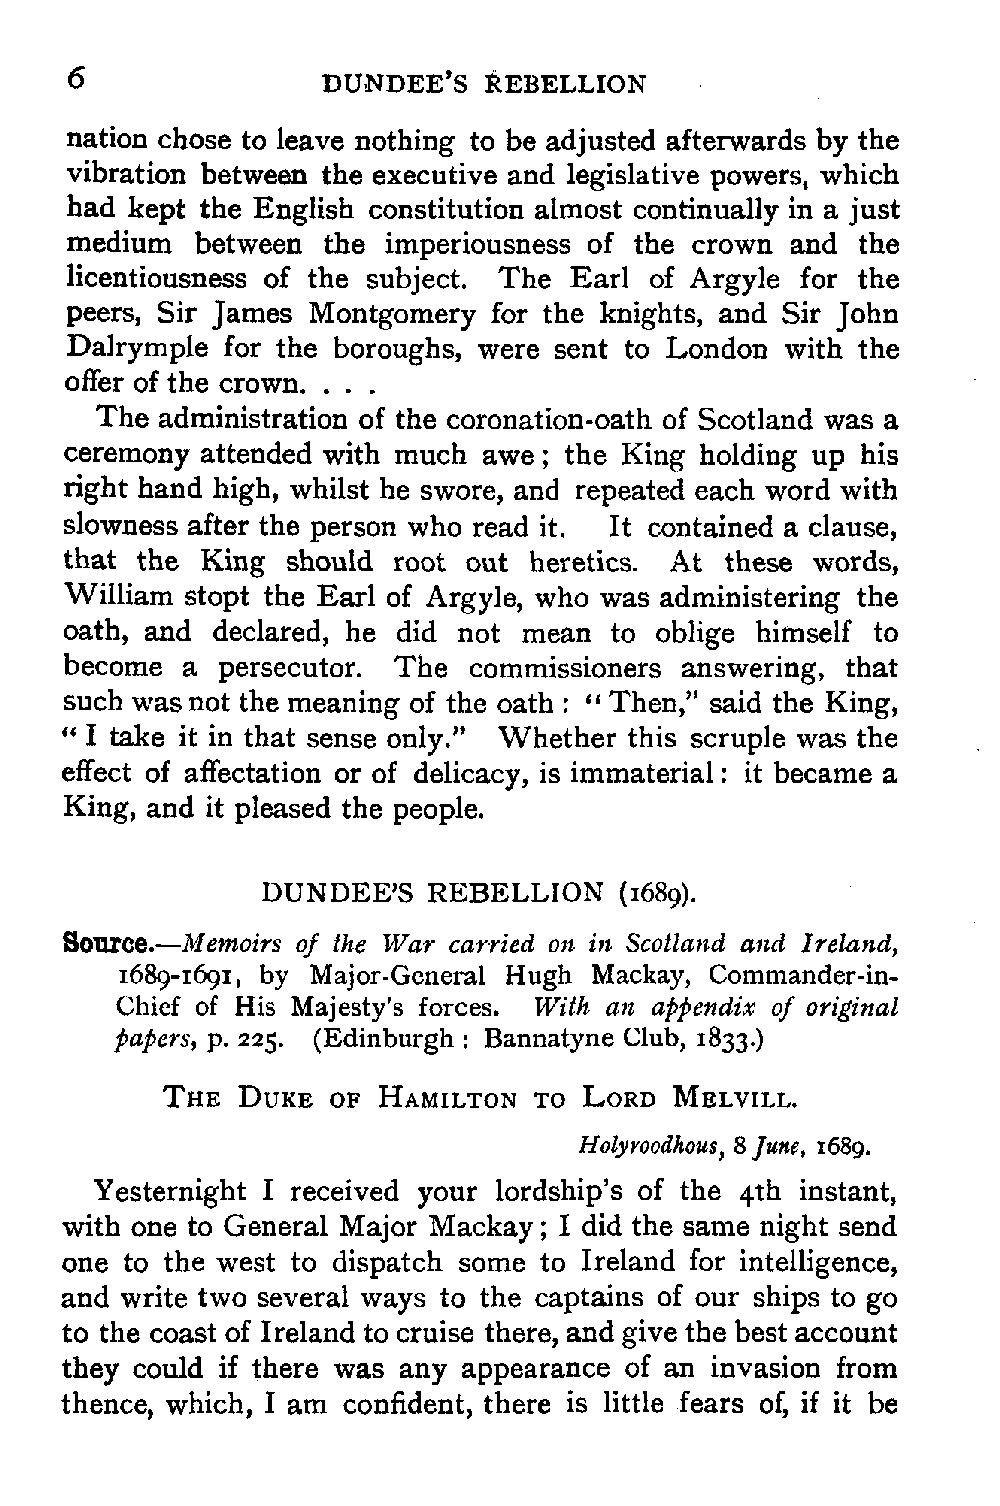 6 DUNDEE'S REBELLION
nation chose to leave nothing to be adjusted afterwards by the
vibration between the executive and legislative powers, which
had kept the English constitution almost continually in a just
medium between the imperiousness of the crown and the
licentiousness of the subject. The Earl of Argyle for the
peers, Sir James Montgomery for the knights, and Sir John
Dalrymple for the boroughs, were sent to London with the
offer of the crown. . . .
The administration of the coronation-oath of Scotland was a
ceremony attended with much awe; the King holding up his
right hand high, whilst he swore, and repeated each word with
slowness after the person who read it. It contained a clause,
that the King should root out heretics. At these words,
William stopt the Earl of Argyle, who was administering the
oath, and declared, he did not mean to oblige himself to
become a persecutor. The commissioners answering, that
such was not the meaning of the oath: "Then," said the King,
"I take it in that sense only." Whether this scruple was the
effect of affectation or of delicacy, is immaterial: it became a
King, and it pleased the people.
DUNDEE'S REBELLION (1689).
Source.—Memoirs of the War carried on in Scotland and Ireland,
1689-1691, by Major-General Hugh Mackay, Commander-in-
Chief of His Majesty's forces. With an appendix of original
papers, p. 225. (Edinburgh: Bannatyne Club, 1833.)
THE DUKE OF HAMILTON TO LORD MELVILL.
Holyroodhous, 8 June, 1689.
Yesternight I received your lordship's of the 4th instant,
with one to General Major Mackay; I did the same night send
one to the west to dispatch some to Ireland for intelligence,
and write two several ways to the captains of our ships to go
to the coast of Ireland to cruise there, and give the best account
they could if there was any appearance of an invasion from
thence, which, I am confident, there is little fears of, if it be